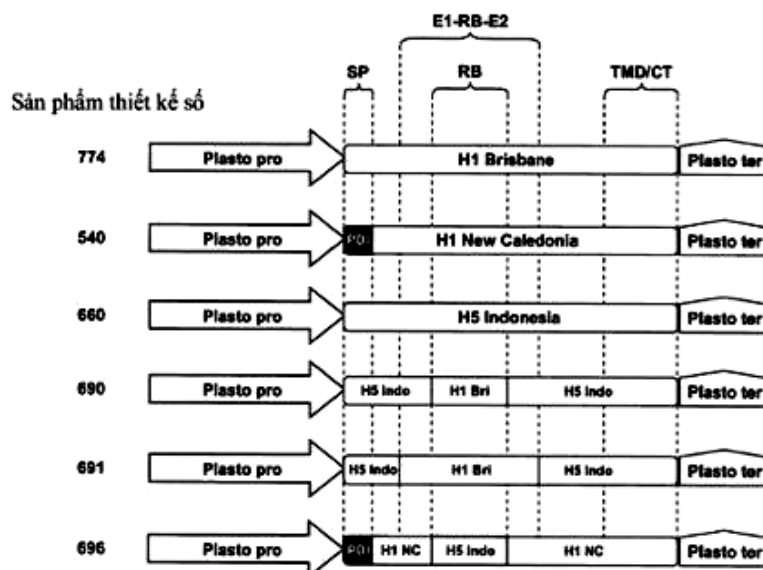 E1-RB-E2
SP RB TMD/CT
Sản phẩm thiết kế số
774 Plasto pro H1 Brisbane Plasto ter
540 Plasto pro PDI H1 New Caledonia Plasto ter
660 Plasto pro H5 Indonesia Plasto ter
690 Plasto pro H5 Indo H1 Bri H5 Indo Plasto ter
691 Plasto pro H5 Indo H1 Bri H5 Indo Plasto ter
696 Plasto pro PDI H1 NC H5 Indo H1 NC Plasto ter